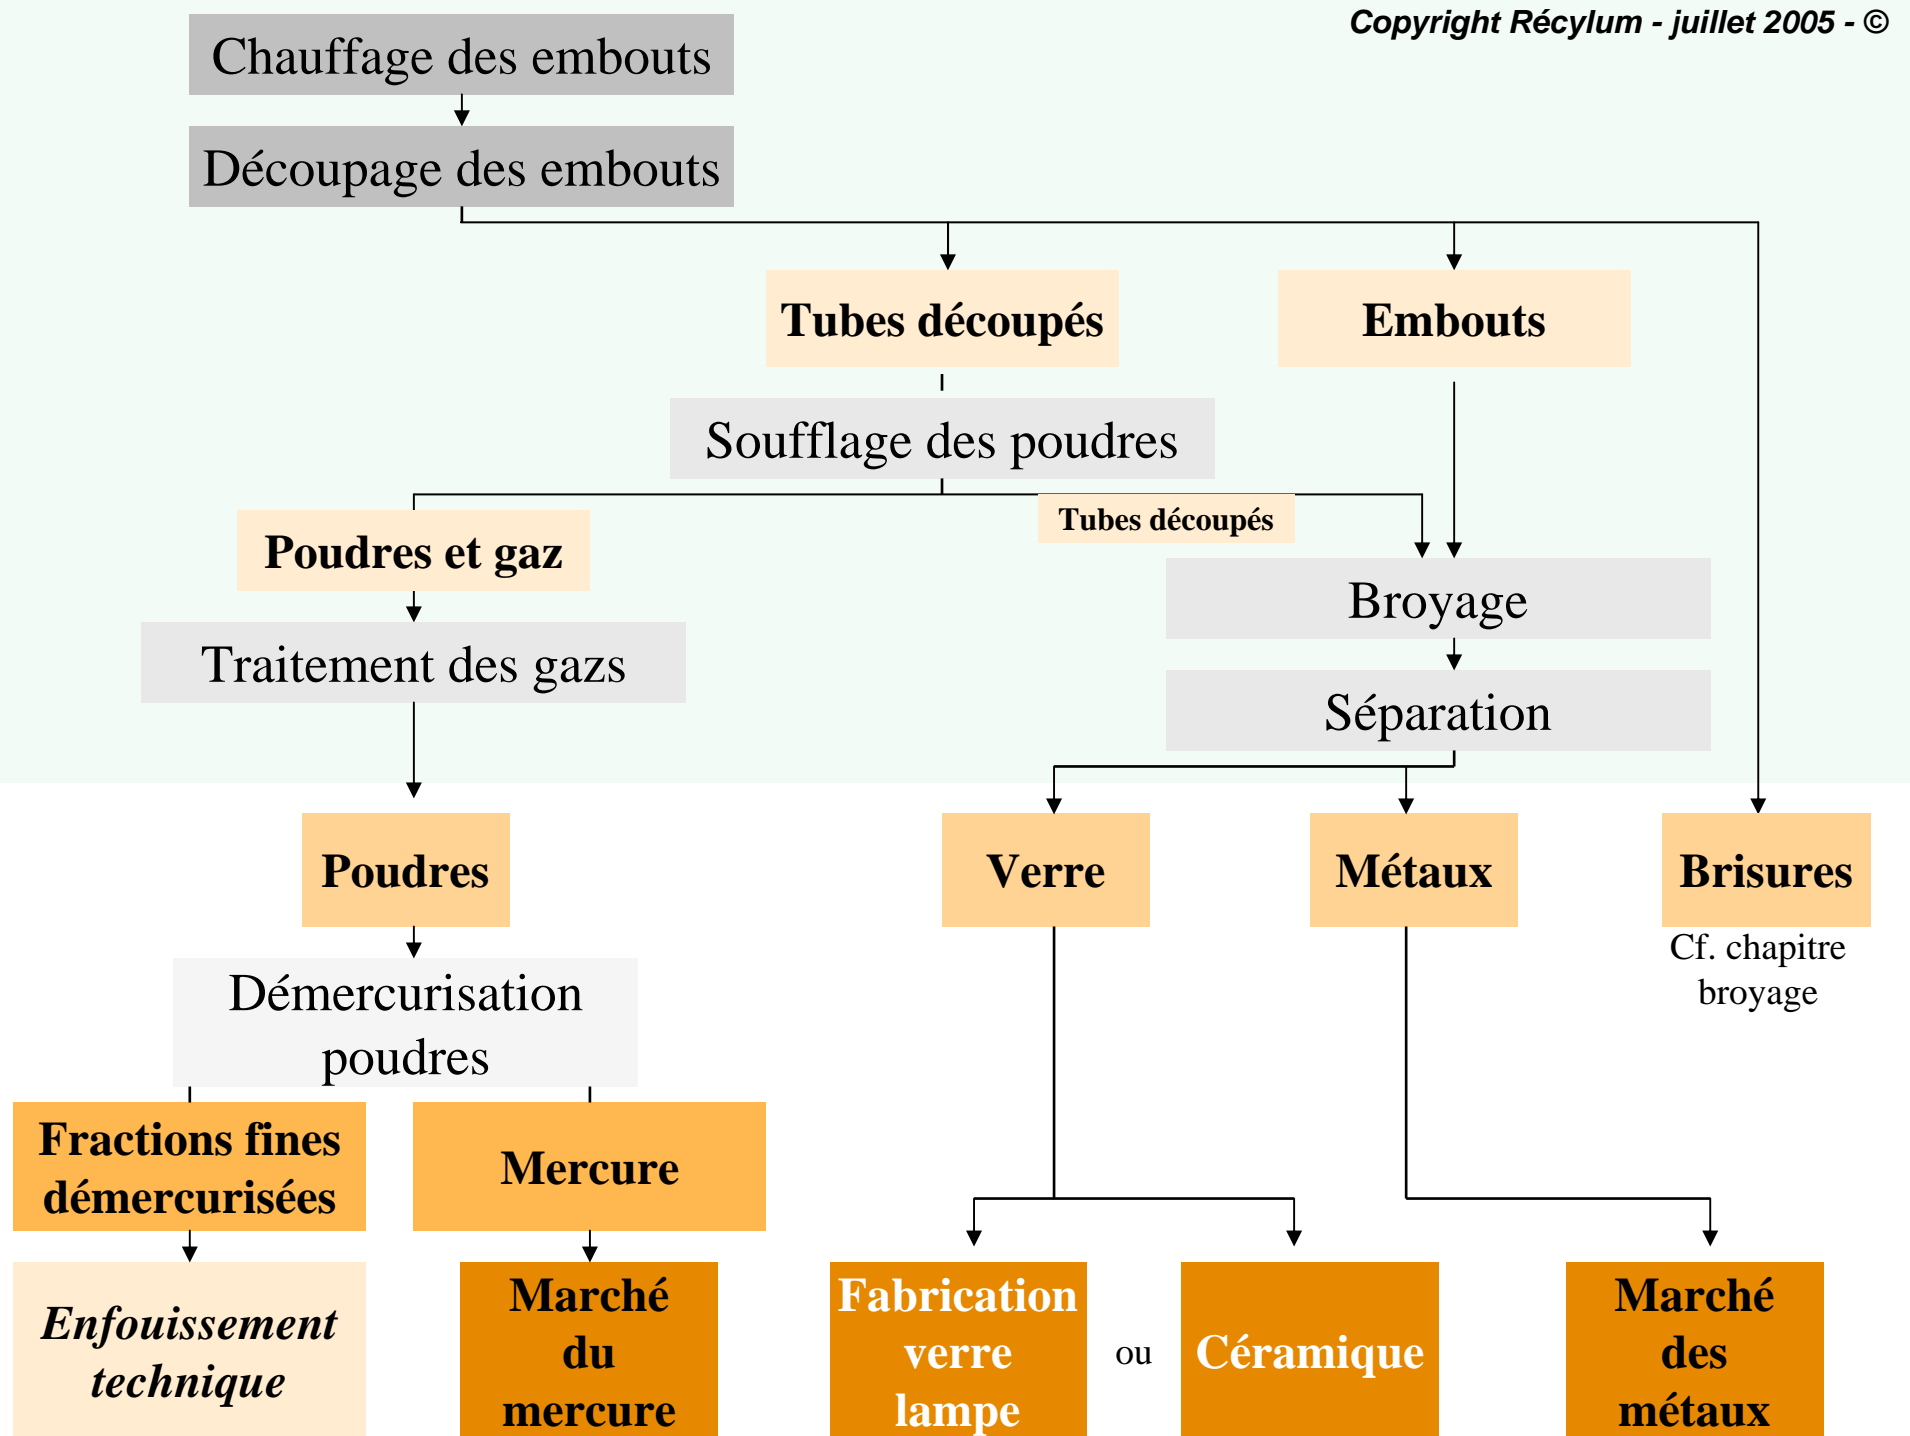 Copyright Récylum - juillet 2005 - ©
Chauffage des embouts
Découpage des embouts
Tubes découpés
Embouts
Soufflage des poudres
Tubes découpés
Poudres et gaz
Broyage
Traitement des gazs
Séparation
Poudres
Verre
Métaux
Brisures
Cf. chapitre
broyage
Démercurisation
poudres
Fractions fines
démercurisées
Mercure
Enfouissement
technique
Marché
du
mercure
Fabrication
verre
lampe
ou
Céramique
Marché
des
métaux